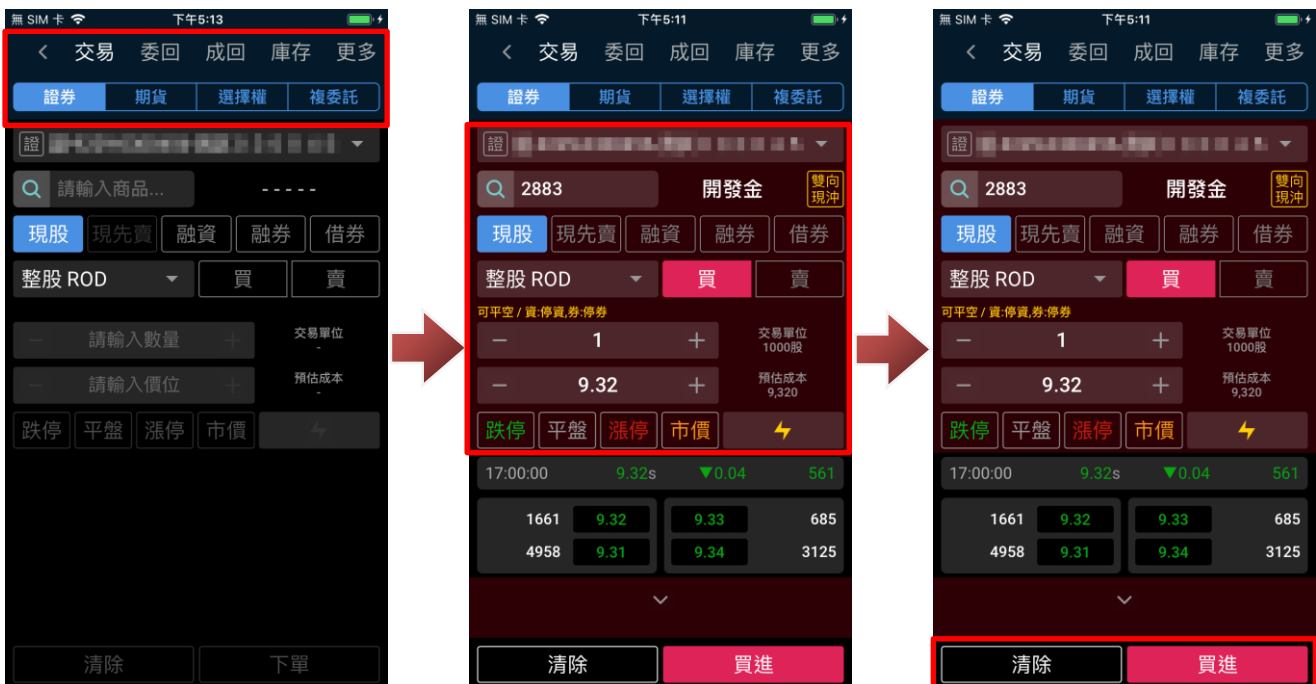 無 SIM 卡 下午5:13
交易 委回 成回 庫存 更多
證券 期貨 選擇權 複委託
證
請輸入商品... - - - - -
現股 現先賣 融資 融券 借券
整股 ROD 買 賣
− 請輸入數量 + 交易單位
-
− 請輸入價位 + 預估成本
-
跌停 平盤 漲停 市價
清除 下單
無 SIM 卡 下午5:11
交易 委回 成回 庫存 更多
證券 期貨 選擇權 複委託
證
2883 開發金 雙向
現沖
現股 現先賣 融資 融券 借券
整股 ROD 買 賣
可平空 / 資:停資,券:停券
− 1 + 交易單位
1000股
− 9.32 + 預估成本
9,320
跌停 平盤 漲停 市價
17:00:00 9.32s ▼0.04 561
1661 9.32 9.33 685
4958 9.31 9.34 3125
清除 買進
無 SIM 卡 下午5:11
交易 委回 成回 庫存 更多
證券 期貨 選擇權 複委託
證
2883 開發金 雙向
現沖
現股 現先賣 融資 融券 借券
整股 ROD 買 賣
可平空 / 資:停資,券:停券
− 1 + 交易單位
1000股
− 9.32 + 預估成本
9,320
跌停 平盤 漲停 市價
17:00:00 9.32s ▼0.04 561
1661 9.32 9.33 685
4958 9.31 9.34 3125
清除 買進